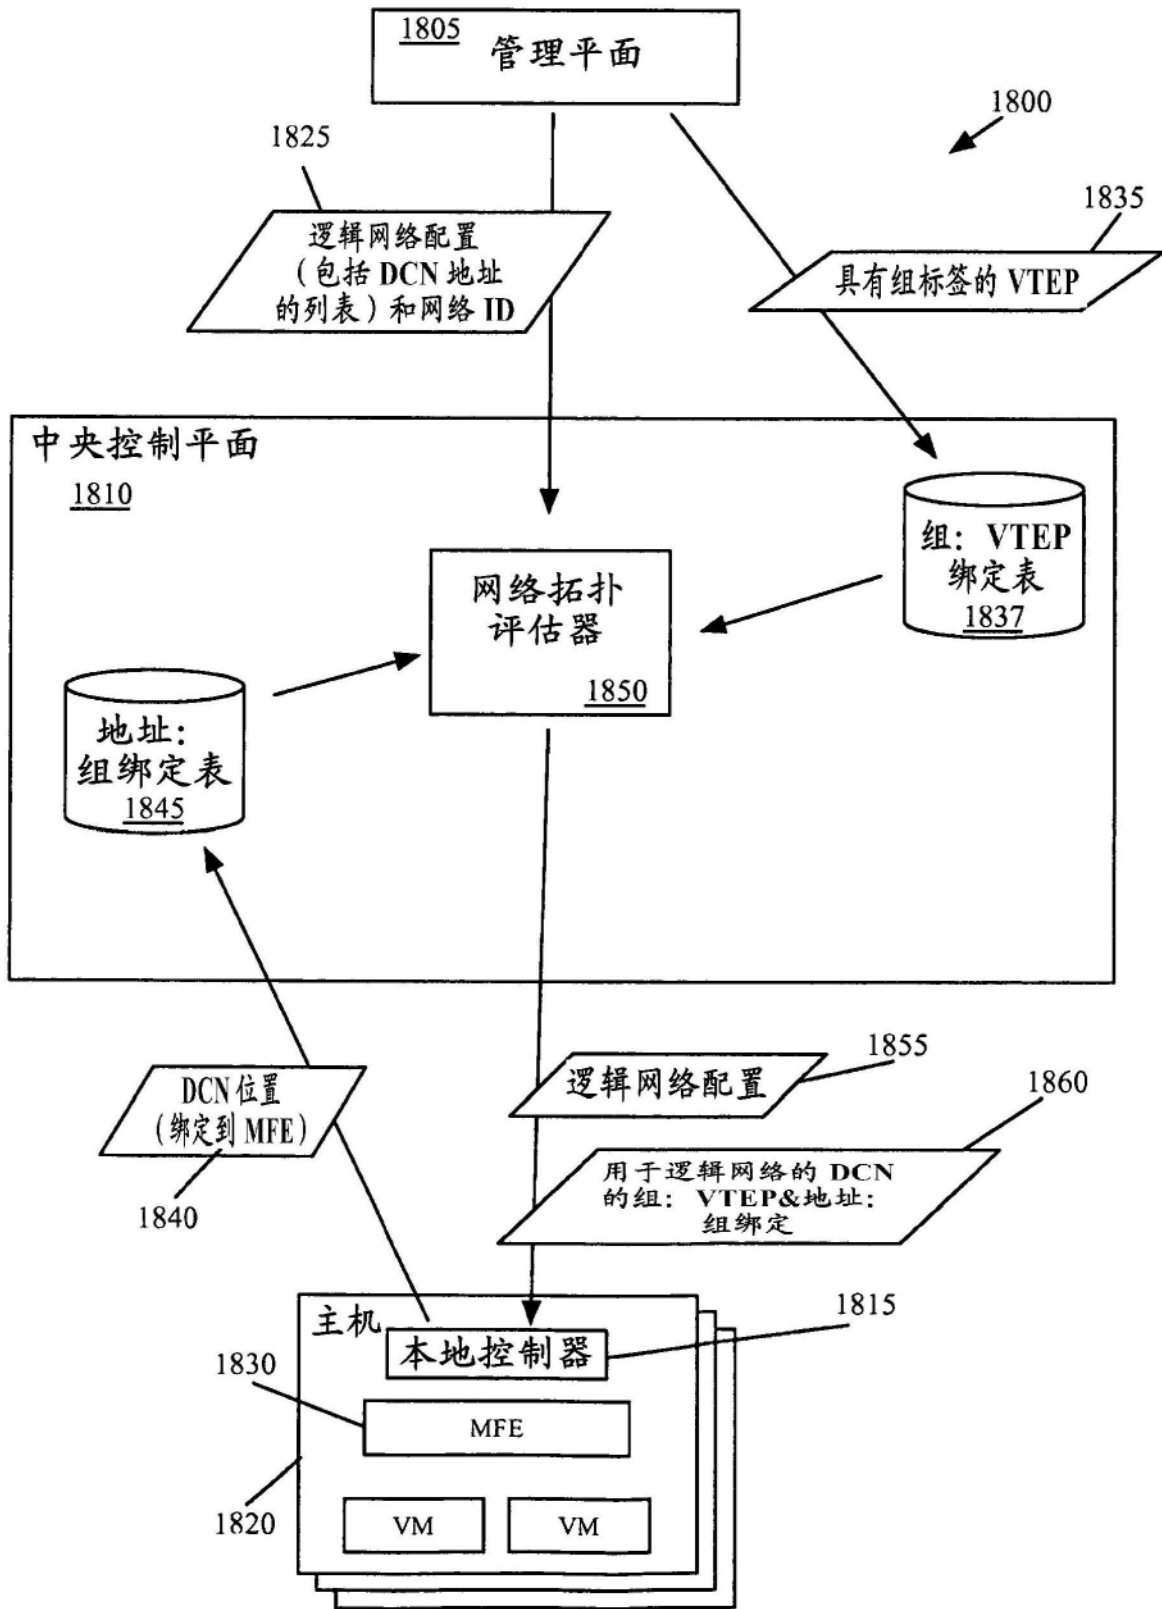 1805
管理平面
1800
1825
逻辑网络配置
（包括 DCN 地址
的列表）和网络 ID
1835
具有组标签的 VTEP
中央控制平面
1810
组：VTEP
绑定表
1837
网络拓扑
评估器
1850
地址：
组绑定表
1845
1855
逻辑网络配置
1860
DCN 位置
（绑定到 MFE）
1840
用于逻辑网络的 DCN
的组：VTEP&地址：
组绑定
主机
本地控制器
1815
1830
MFE
1820
VM
VM